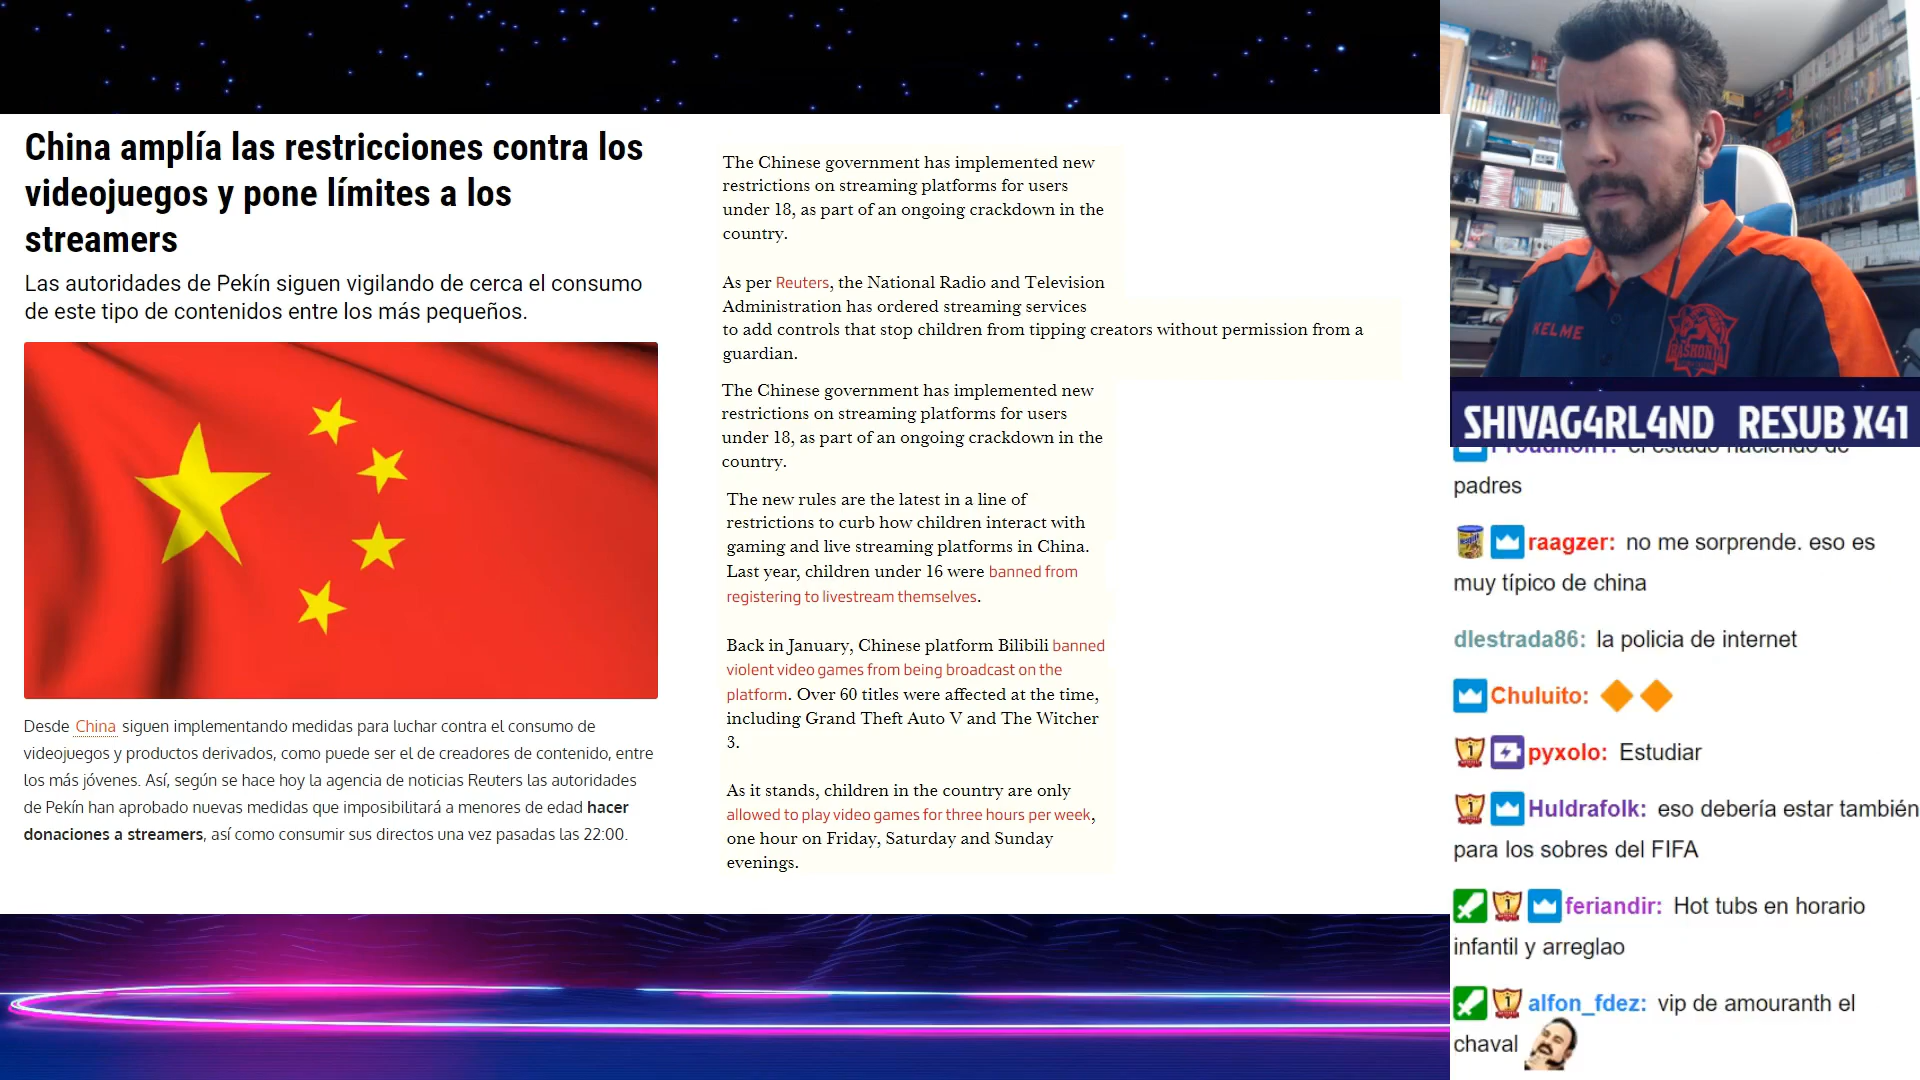 China amplía las restricciones contra los
videojuegos y pone límites a los
streamers
Las autoridades de Pekín siguen vigilando de cerca el consumo
de este tipo de contenidos entre los más pequeños.
Desde China siguen implementando medidas para luchar contra el consumo de
videojuegos y productos derivados, como puede ser el de creadores de contenido, entre
los más jóvenes. Así, según se hace hoy la agencia de noticias Reuters las autoridades
de Pekín han aprobado nuevas medidas que imposibilitará a menores de edad hacer
donaciones a streamers, así como consumir sus directos una vez pasadas las 22:00.
The Chinese government has implemented new
restrictions on streaming platforms for users
under 18, as part of an ongoing crackdown in the
country.
As per Reuters, the National Radio and Television
Administration has ordered streaming services
to add controls that stop children from tipping creators without permission from a
guardian.
The Chinese government has implemented new
restrictions on streaming platforms for users
under 18, as part of an ongoing crackdown in the
country.
The new rules are the latest in a line of
restrictions to curb how children interact with
gaming and live streaming platforms in China.
Last year, children under 16 were banned from
registering to livestream themselves.
Back in January, Chinese platform Bilibili banned
violent video games from being broadcast on the
platform. Over 60 titles were affected at the time,
including Grand Theft Auto V and The Witcher
3.
As it stands, children in the country are only
allowed to play video games for three hours per week,
one hour on Friday, Saturday and Sunday
evenings.
KELME
BASKONIA
SHIVAG4RL4ND RESUB X41
el estado haciendo de
padres
raagzer: no me sorprende. eso es
muy típico de china
dlestrada86: la policia de internet
Chuluito:
pyxolo: Estudiar
Huldrafolk: eso debería estar también
para los sobres del FIFA
feriandir: Hot tubs en horario
infantil y arreglao
alfon_fdez: vip de amouranth el
chaval